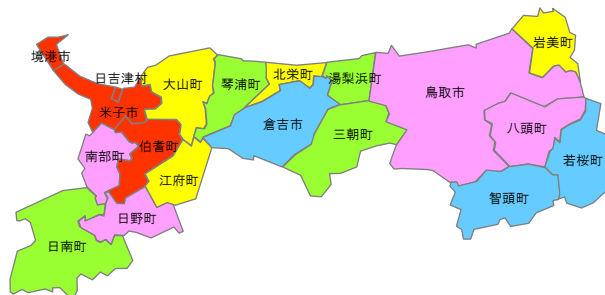 岩美町
境港市
日吉津村
大山町
琴浦町
北栄町
湯梨浜町
鳥取市
米子市
倉吉市
三朝町
八頭町
伯耆町
南部町
若桜町
江府町
智頭町
日野町
日南町